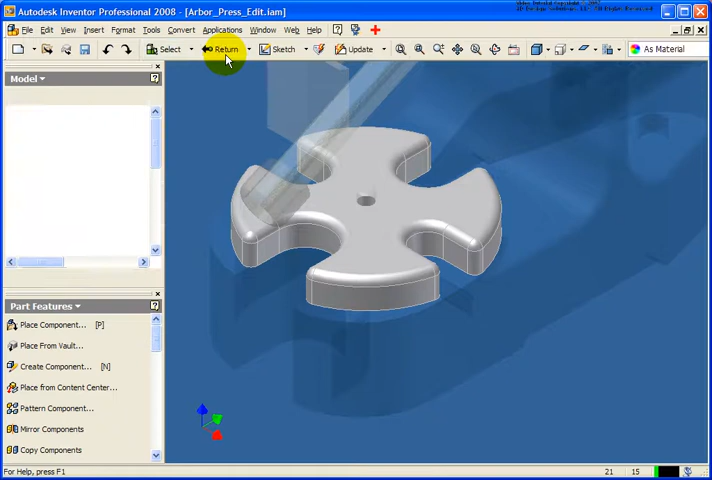 Autodesk Inventor Professional 2008 - [Arbor_Press_Edit.iam]
File Edit View Insert Format Tools Convert Applications Window Web Help
Select Return Sketch Update As Material
Model
Part Features
Place Component... [P]
Place From Vault...
Create Component... [N]
Place from Content Center...
Pattern Component...
Mirror Components
Copy Components
For Help, press F1 21 15